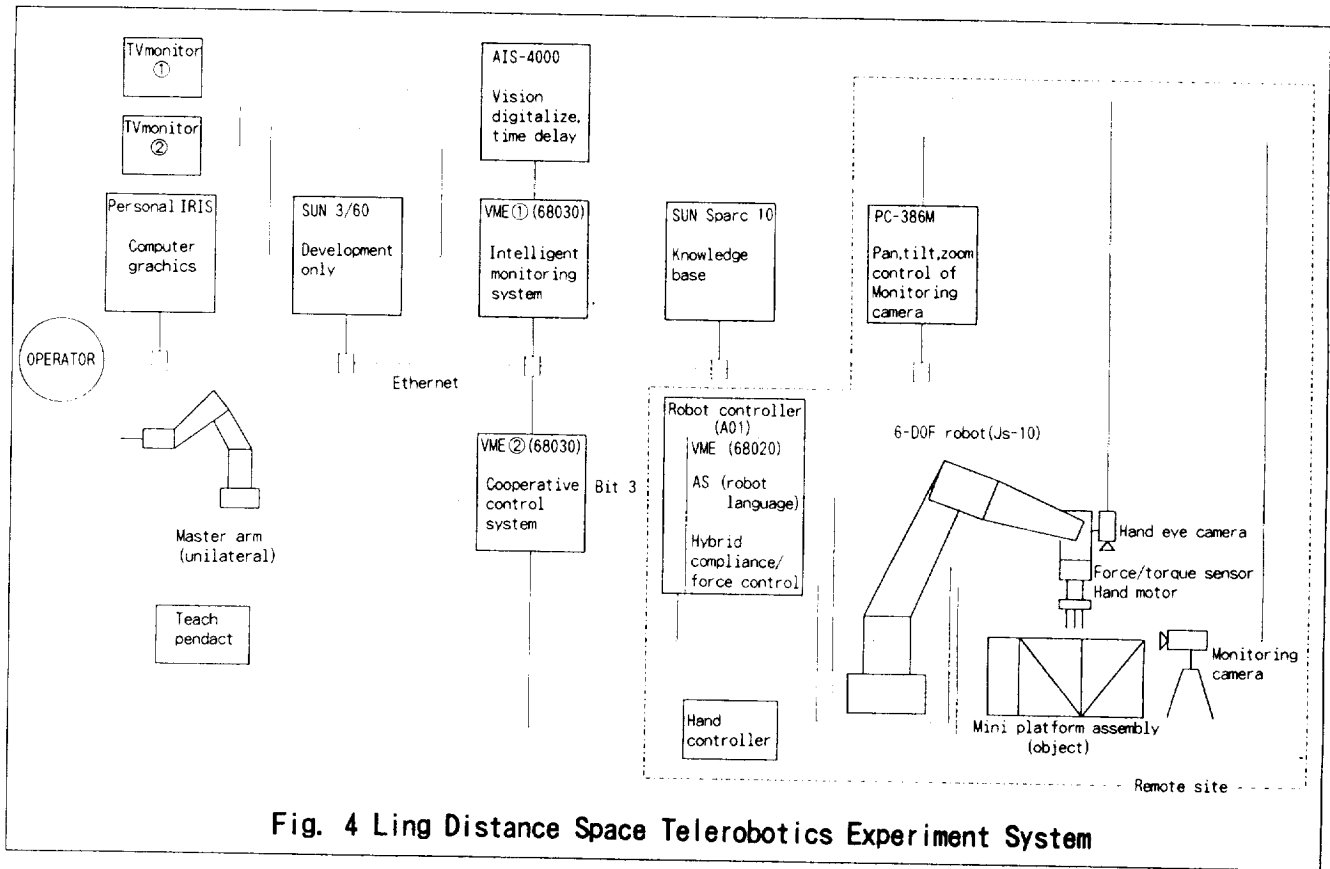 TVmonitor
①
TVmonitor
②
Personal IRIS
Computer
grachics
OPERATOR
Master arm
(unilateral)
Teach
pendact
SUN 3/60
Development
only
Ethernet
AIS-4000
Vision
digitalize,
time delay
VME① (68030)
Intelligent
monitoring
system
VME② (68030)
Cooperative
control
system
Bit 3
SUN Sparc 10
Knowledge
base
Robot controller
(A01)
VME (68020)
AS (robot
language)
Hybrid
compliance/
force control
Hand
controller
PC-386M
Pan,tilt,zoom
control of
Monitoring
camera
6-DOF robot(Js-10)
Hand eye camera
Force/torque sensor
Hand motor
Monitoring
camera
Mini platform assembly
(object)
Remote site
Fig. 4 Ling Distance Space Telerobotics Experiment System